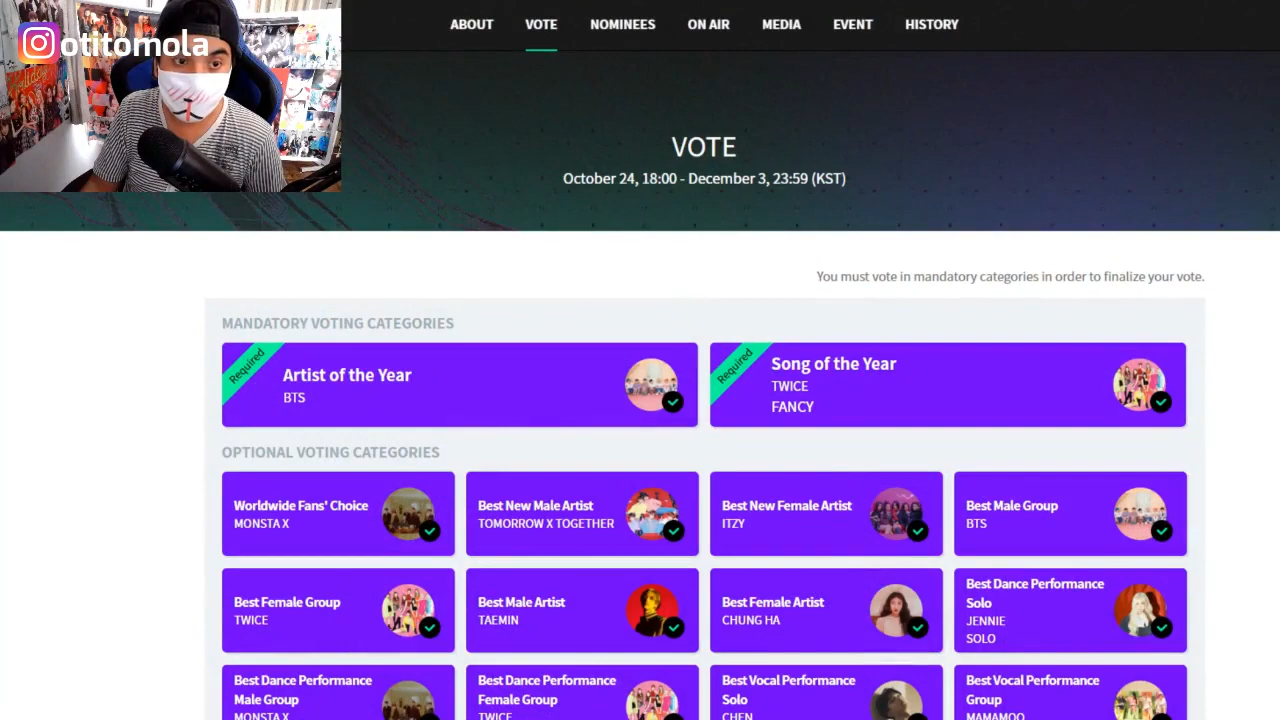 otitomola
ABOUT
VOTE
NOMINEES
ON AIR
MEDIA
EVENT
HISTORY
VOTE
October 24, 18:00 - December 3, 23:59 (KST)
You must vote in mandatory categories in order to finalize your vote.
MANDATORY VOTING CATEGORIES
Required
Artist of the Year
BTS
Required
Song of the Year
TWICE
FANCY
OPTIONAL VOTING CATEGORIES
Worldwide Fans' Choice
MONSTA X
Best New Male Artist
TOMORROW X TOGETHER
Best New Female Artist
ITZY
Best Male Group
BTS
Best Female Group
TWICE
Best Male Artist
TAEMIN
Best Female Artist
CHUNG HA
Best Dance Performance
Solo
JENNIE
SOLO
Best Dance Performance
Male Group
MONSTA X
Best Dance Performance
Female Group
TWICE
Best Vocal Performance
Solo
CHEN
Best Vocal Performance
Group
MAMAMOO